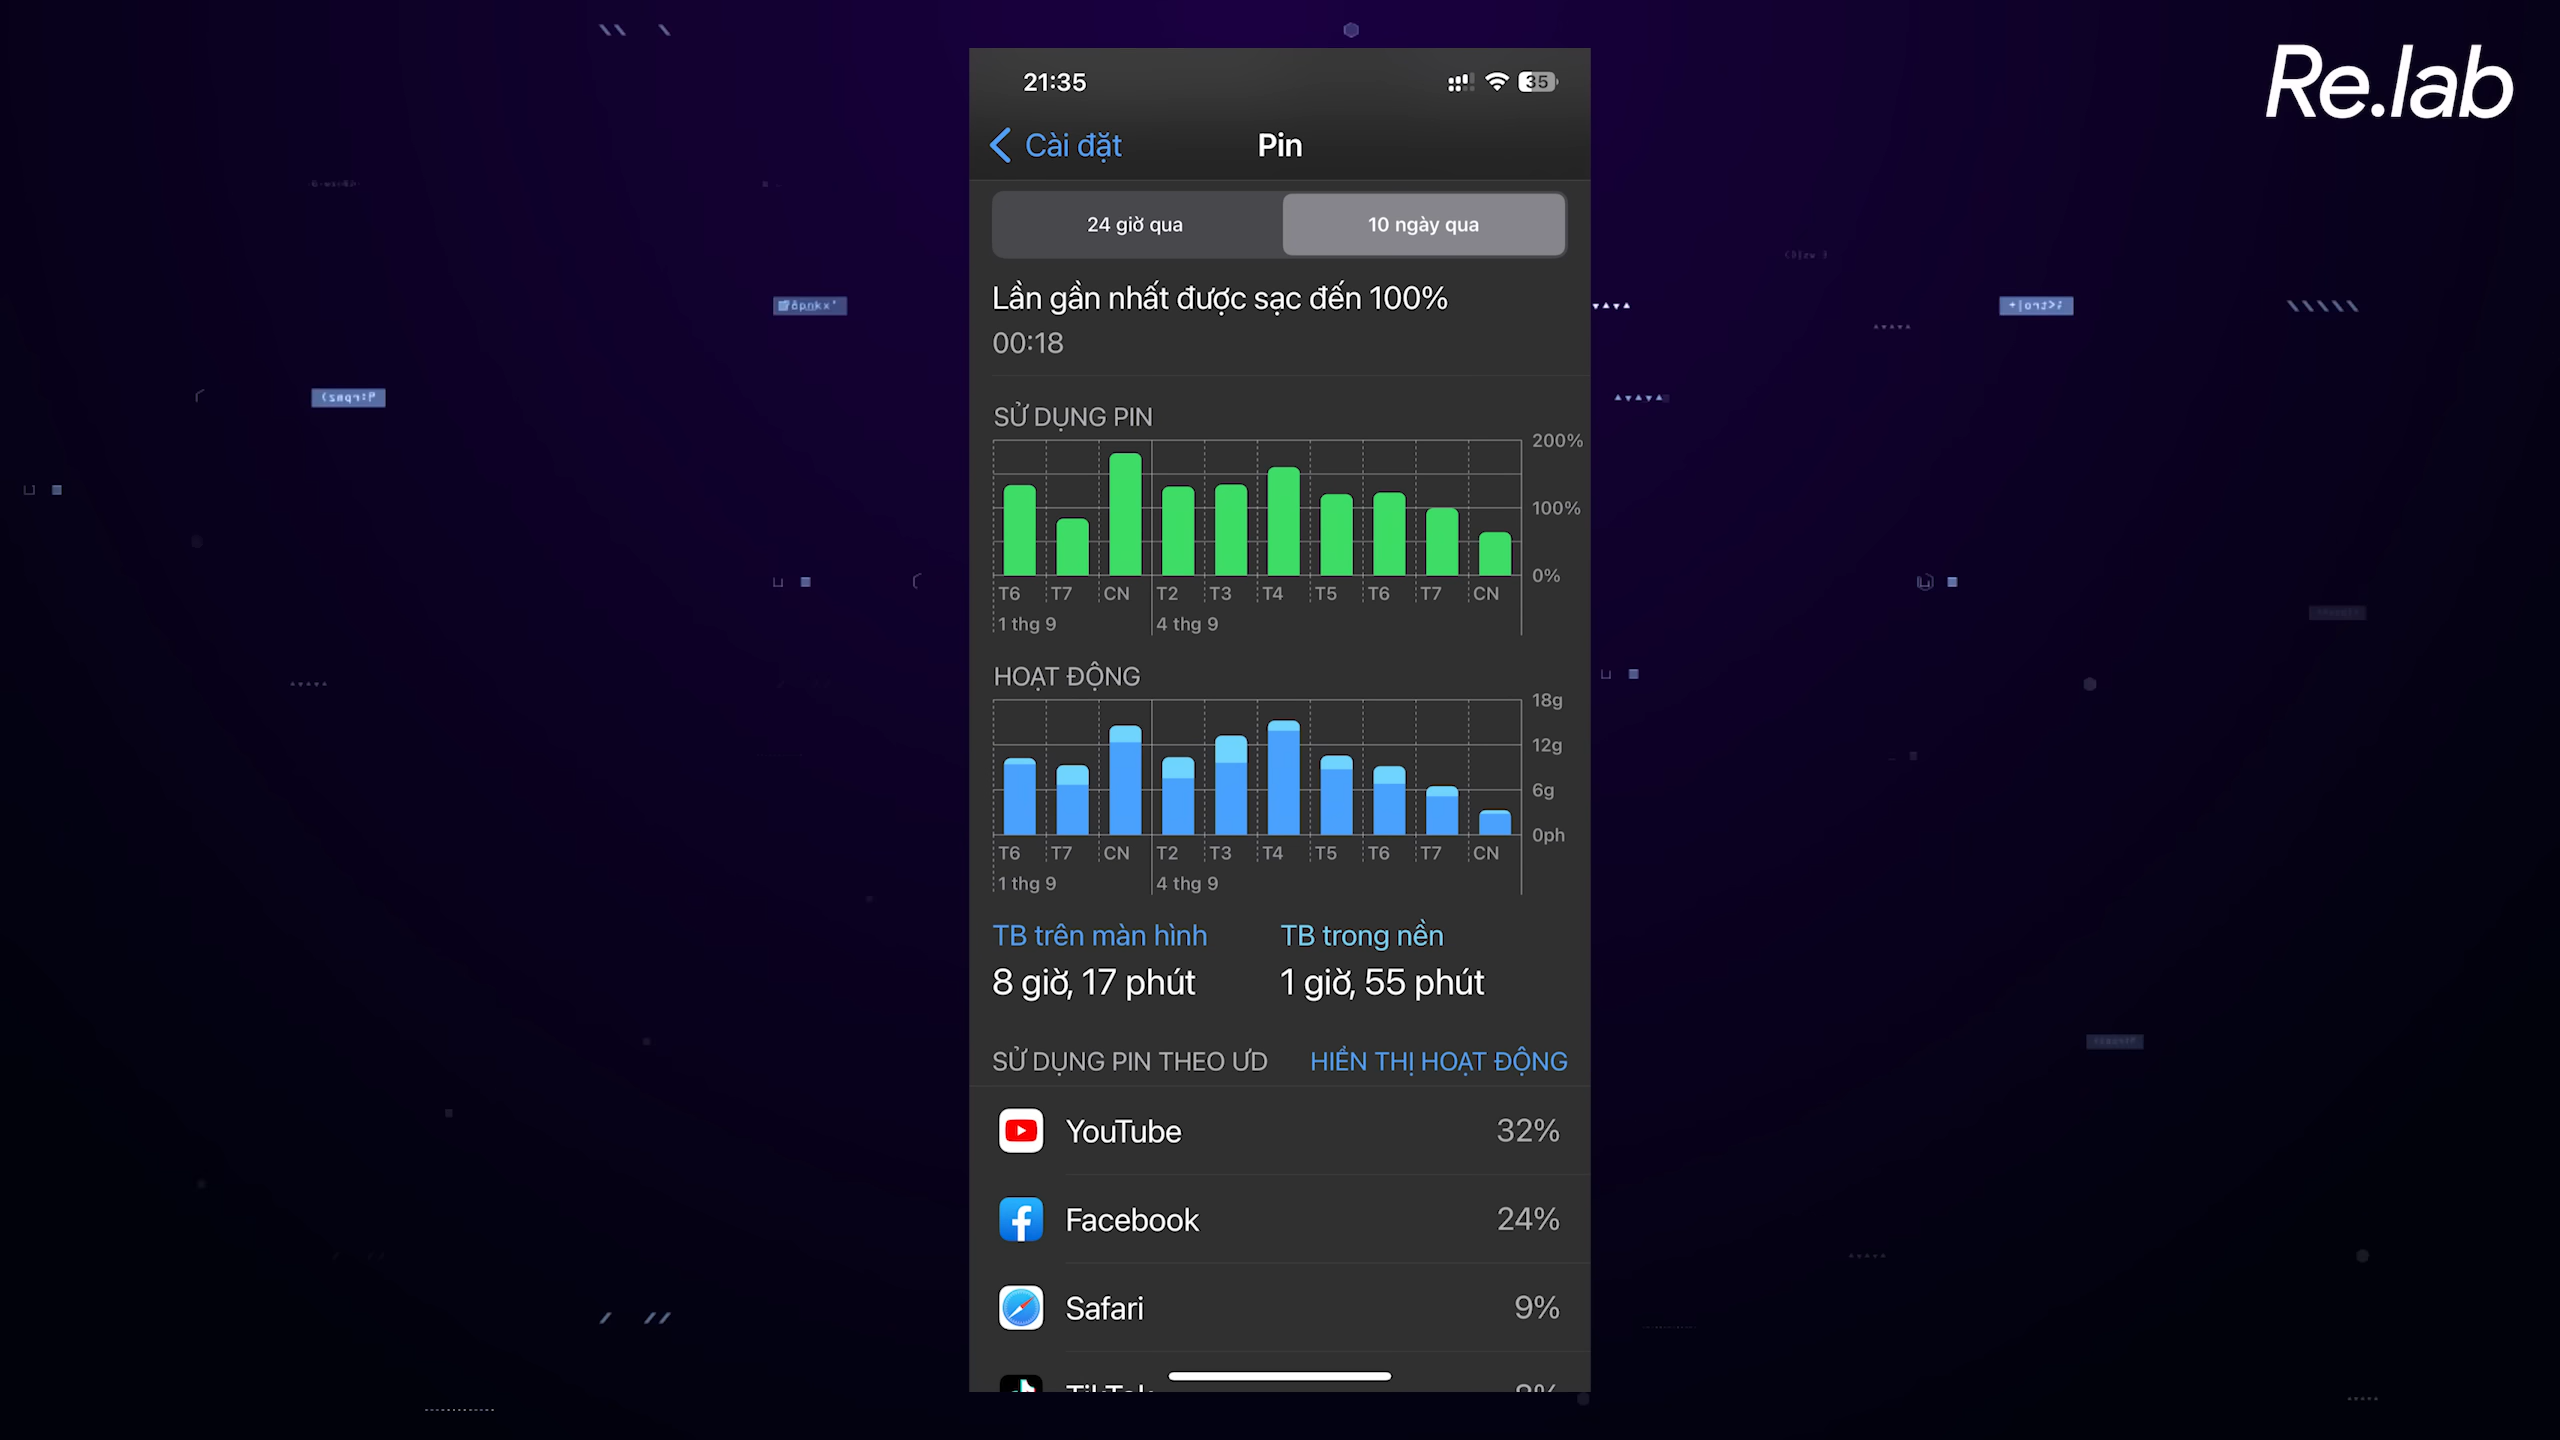 Re.lab
21:35
35
Cài đặt
Pin
24 giờ qua
10 ngày qua
Lần gần nhất được sạc đến 100%
00:18
SỬ DỤNG PIN
200%
100%
0%
T6 T7 CN T2 T3 T4 T5 T6 T7 CN
1 thg 9 4 thg 9
HOẠT ĐỘNG
18g
12g
6g
0ph
T6 T7 CN T2 T3 T4 T5 T6 T7 CN
1 thg 9 4 thg 9
TB trên màn hình
8 giờ, 17 phút
TB trong nền
1 giờ, 55 phút
SỬ DỤNG PIN THEO ƯD
HIỂN THỊ HOẠT ĐỘNG
YouTube 32%
Facebook 24%
Safari 9%